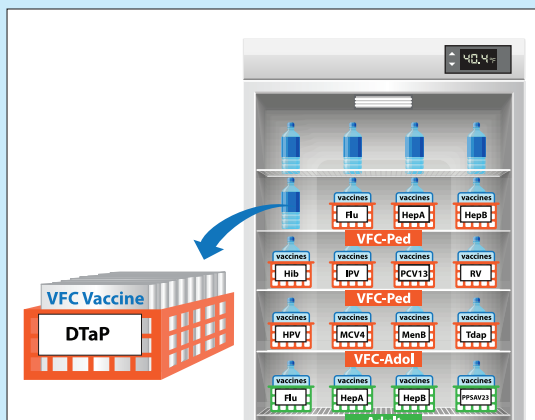 40.4°F
vaccines vaccines vaccines
Flu HepA HepB
VFC-Ped
vaccines vaccines vaccines vaccines
Hib IPV PCV13 RV
VFC-Ped
VFC Vaccine
DTaP
vaccines vaccines vaccines vaccines
HPV MCV4 MenB Tdap
VFC-Adol
vaccines vaccines vaccines vaccines
Flu HepA HepB PPSAV23